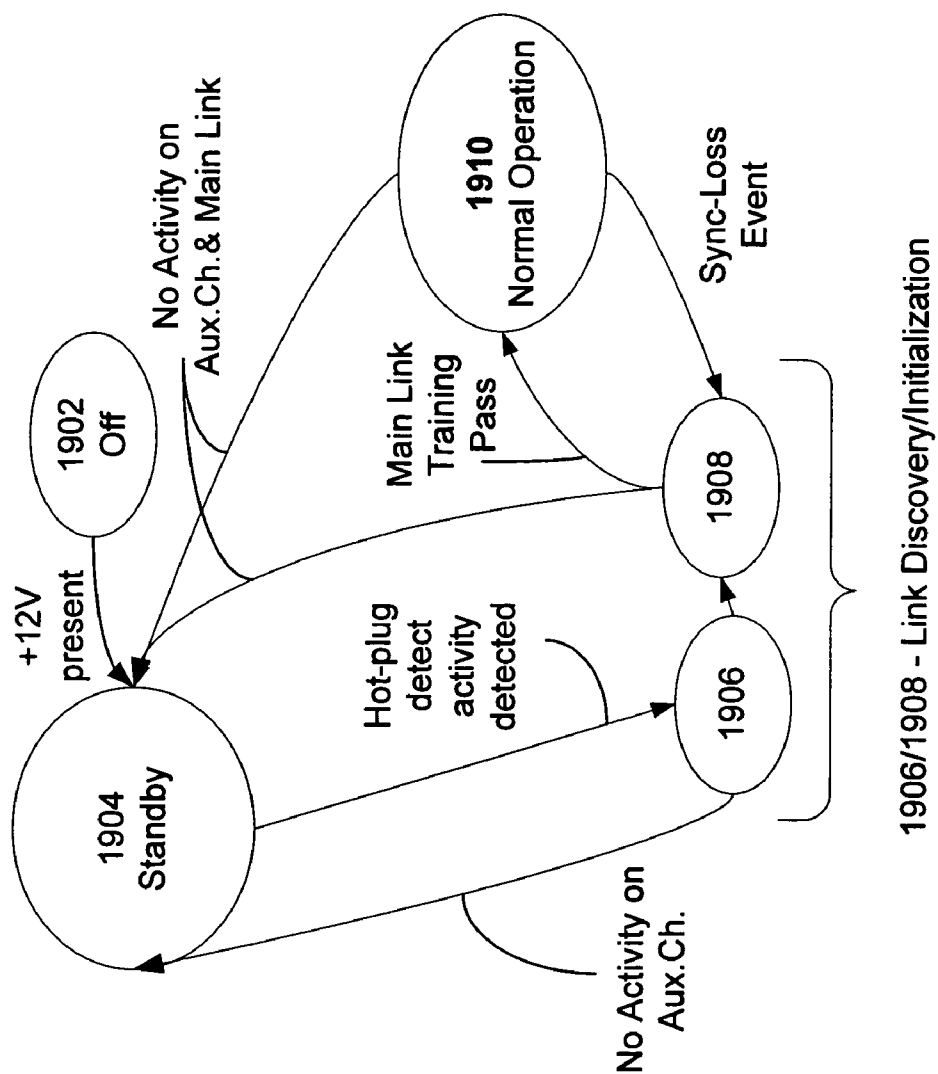 1902
Off
+12V
present
1904
Standby
No Activity on
Aux.Ch.& Main Link
1910
Normal Operation
Main Link
Training
Pass
Sync-Loss
Event
Hot-plug
detect
activity
detected
1906
1908
No Activity on
Aux.Ch.
1906/1908 - Link Discovery/Initialization